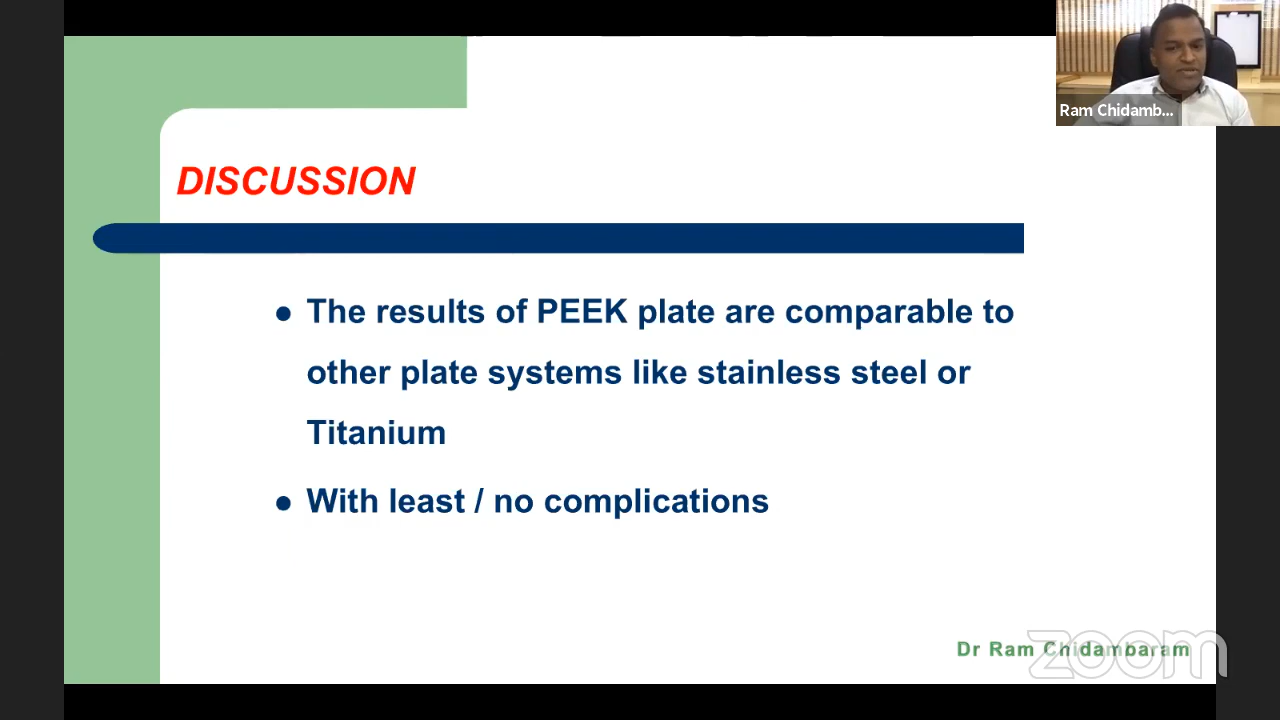 Ram Chidamb...
DISCUSSION
● The results of PEEK plate are comparable to
other plate systems like stainless steel or
Titanium
● With least / no complications
Dr Ram Chidambaram
zoom